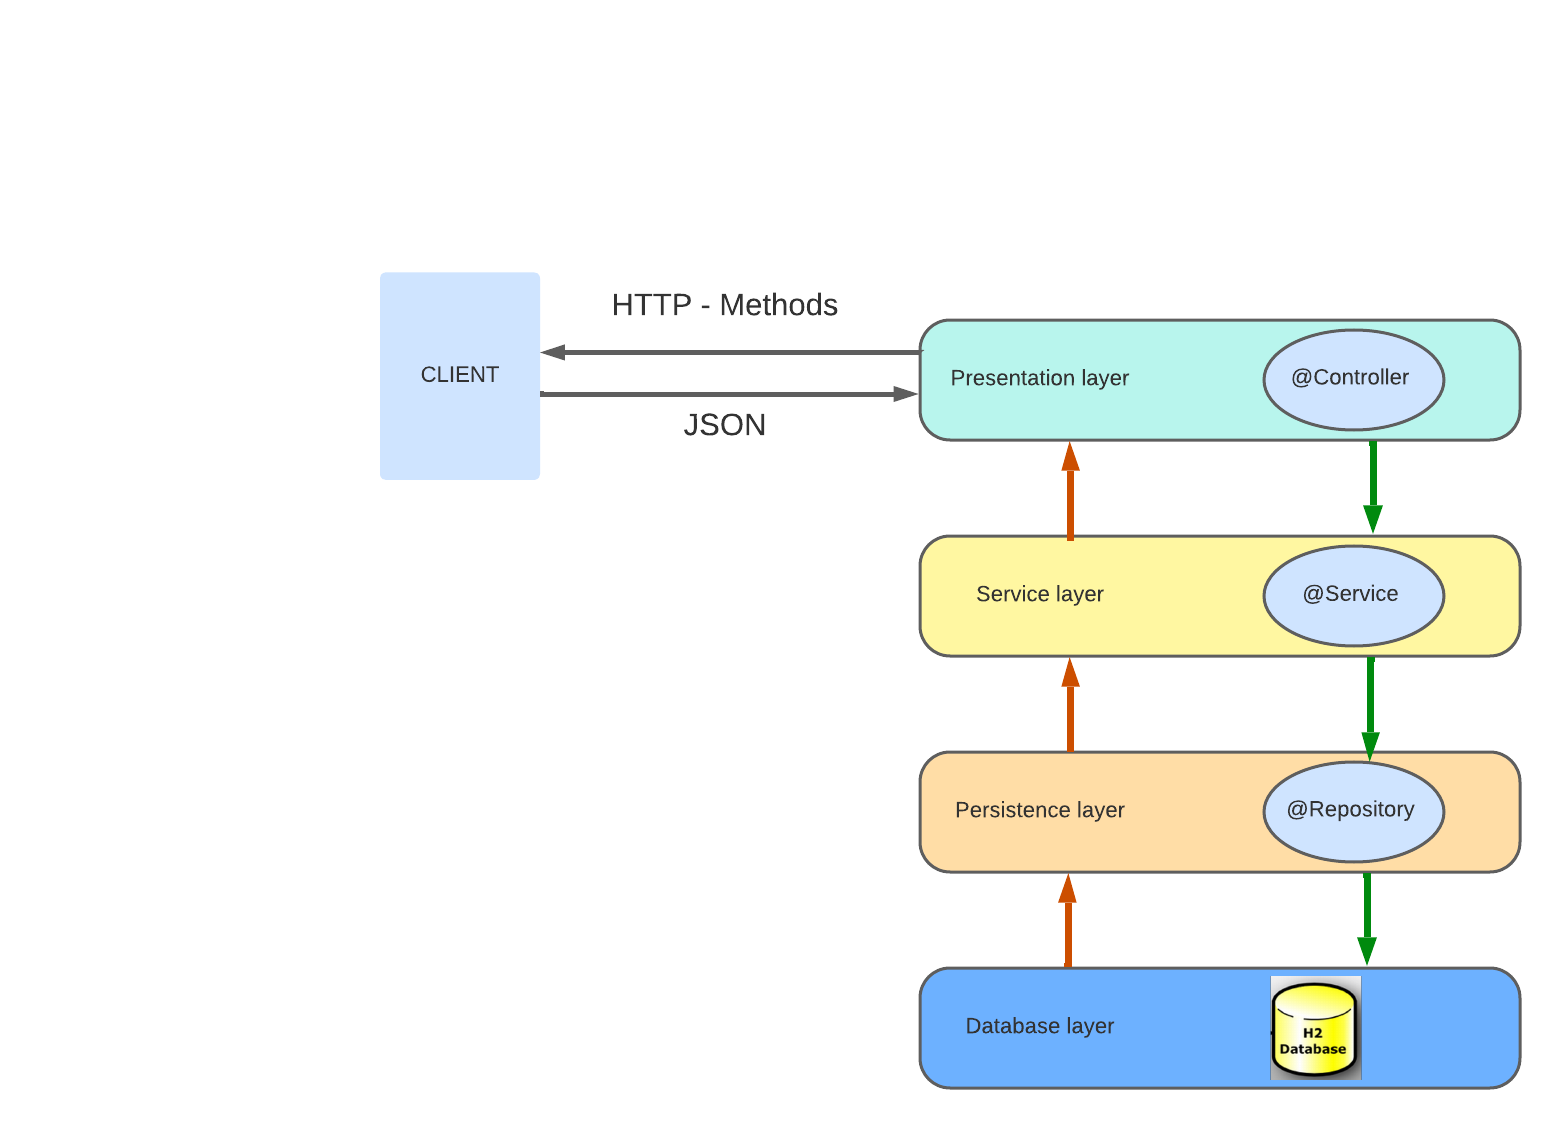 HTTP - Methods
CLIENT
JSON
Presentation layer
@Controller
Service layer
@Service
Persistence layer
@Repository
Database layer
H2
Database